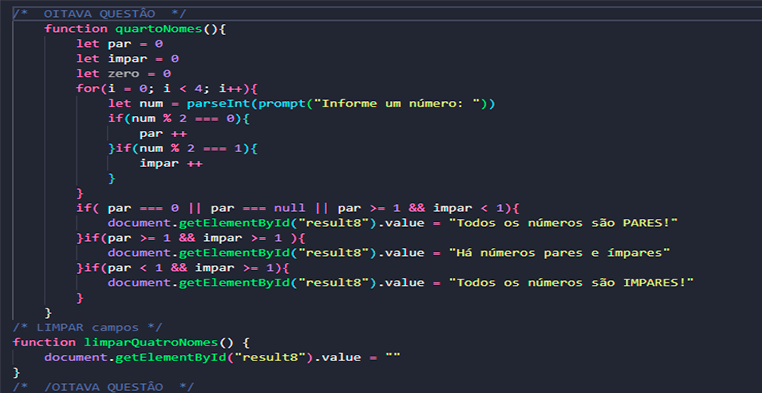 /*  OITAVA QUESTÃO  */
    function quartoNomes(){
        let par = 0
        let impar = 0
        let zero = 0
        for(i = 0; i < 4; i++){
            let num = parseInt(prompt("Informe um número: "))
            if(num % 2 === 0){
                par ++
            }if(num % 2 === 1){
                impar ++
            }
        }
        if( par === 0 || par === null || par >= 1 && impar < 1){
            document.getElementById("result8").value = "Todos os números são PARES!"
        }if(par >= 1 && impar >= 1 ){
            document.getElementById("result8").value = "Há números pares e ímpares"
        }if(par < 1 && impar >= 1){
            document.getElementById("result8").value = "Todos os números são IMPARES!"
        }
    }
/* LIMPAR campos */
function limparQuatroNomes() {
    document.getElementById("result8").value = ""
}
/*  /OITAVA QUESTÃO  */